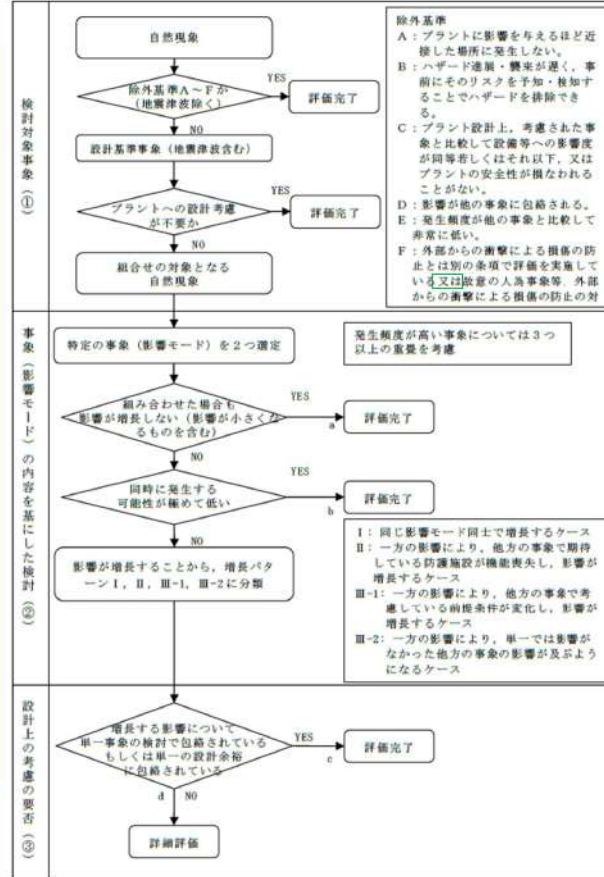 検討対象事象(①)
自然現象
除外基準A~Fか
(地震津波除く)
YES
評価完了
NO
設計基準事象(地震津波含む)
プラントへの設計考慮
が不要か
YES
評価完了
NO
組合せの対象となる
自然現象
除外基準
A:プラントに影響を与えるほど近
接した場所に発生しない。
B:ハザード進展・襲来が遅く,事
前にそのリスクを予知・検知す
ることでハザードを排除でき
る。
C:プラント設計上,考慮された事
象と比較して設備等への影響度
が同等若しくはそれ以下,又は
プラントの安全性が損なわれる
ことがない。
D:影響が他の事象に包絡される。
E:発生頻度が他の事象と比較して
非常に低い。
F:外部からの衝撃による損傷の防
止とは別の条項で評価を実施して
いる又は故意の人為事象等,外部
からの衝撃による損傷の防止の対
事象(影響モード)の内容を基にした検討(②)
特定の事象(影響モード)を2つ選定
発生頻度が高い事象については3つ
以上の重畳を考慮
組み合わせた場合も
影響が増長しない(影響が小さくな
るものを含む)
YES
a
評価完了
NO
同時に発生する
可能性が極めて低い
YES
b
評価完了
NO
影響が増長することから,増長パタ
ーンⅠ,Ⅱ,Ⅲ-1,Ⅲ-2に分類
Ⅰ:同じ影響モード同士で増長するケース
Ⅱ:一方の影響により,他方の事象で期待
している防護施設が機能喪失し,影響が
増長するケース
Ⅲ-1:一方の影響により,他方の事象で考
慮している前提条件が変化し,影響が
増長するケース
Ⅲ-2:一方の影響により,単一では影響が
なかった他方の事象の影響が及ぶよう
になるケース
設計上の考慮の要否(③)
増長する影響について
単一事象の検討で包絡されている
もしくは単一の設計余裕
に包絡されている
YES
c
評価完了
d NO
詳細評価